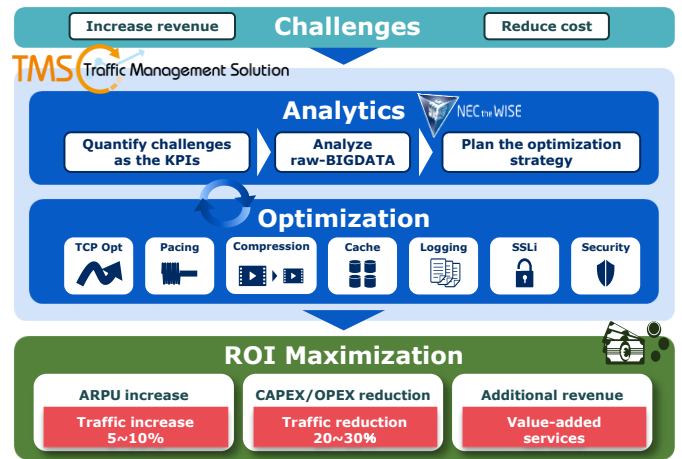 Increase revenue
Challenges
Reduce cost
TMS Traffic Management Solution
Analytics
NEC the WISE
Quantify challenges
as the KPIs
Analyze
raw-BIGDATA
Plan the optimization
strategy
Optimization
TCP Opt
Pacing
Compression
Cache
Logging
SSLi
Security
ROI Maximization
ARPU increase
Traffic increase
5~10%
CAPEX/OPEX reduction
Traffic reduction
20~30%
Additional revenue
Value-added
services